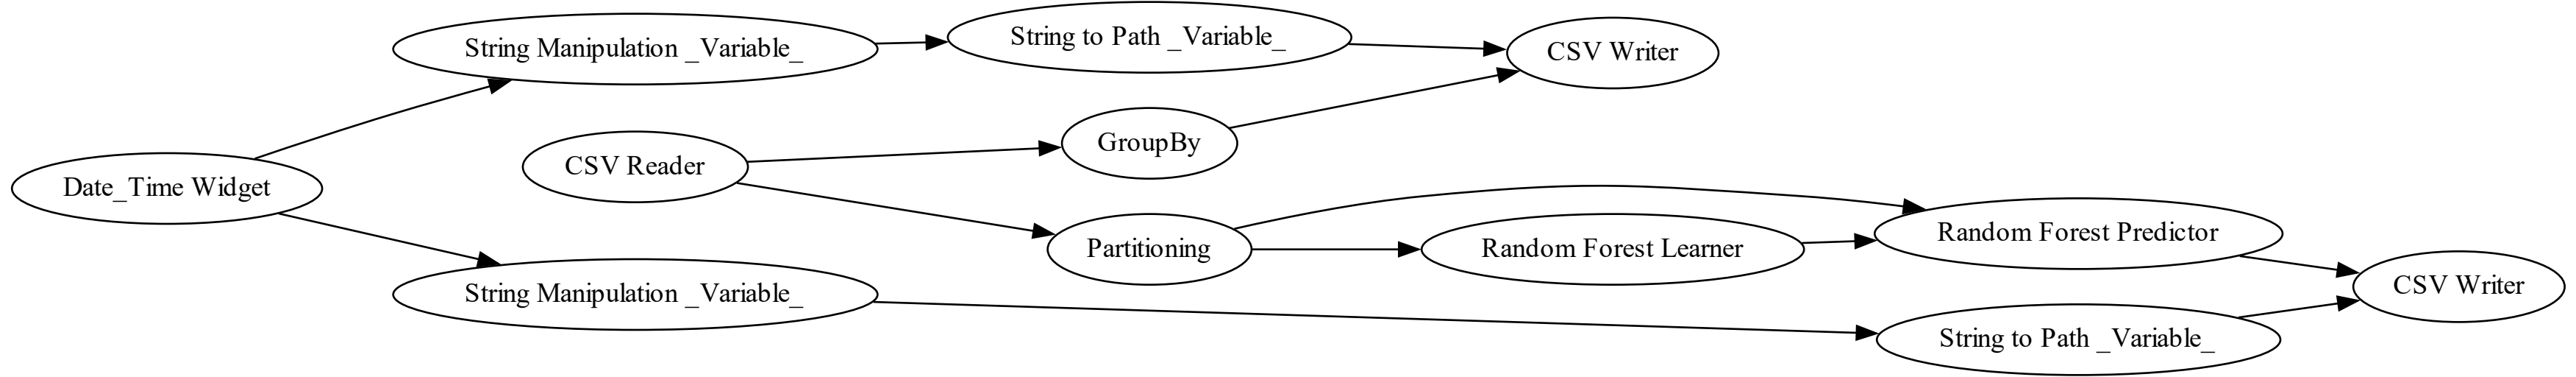 Date_Time Widget
String Manipulation _Variable_
String to Path _Variable_
CSV Writer
CSV Reader
GroupBy
Partitioning
Random Forest Learner
Random Forest Predictor
CSV Writer
String Manipulation _Variable_
String to Path _Variable_